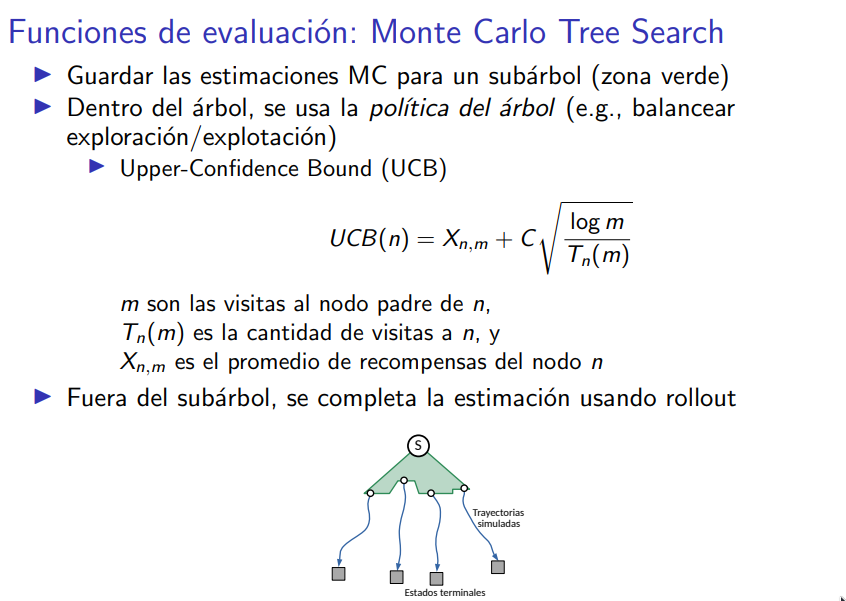 Funciones de evaluación: Monte Carlo Tree Search
▶ Guardar las estimaciones MC para un subárbol (zona verde)
▶ Dentro del árbol, se usa la política del árbol (e.g., balancear
exploración/explotación)
▶ Upper-Confidence Bound (UCB)
UCB(n) = X_{n,m} + C√(log m / T_n(m))
m son las visitas al nodo padre de n,
T_n(m) es la cantidad de visitas a n, y
X_{n,m} es el promedio de recompensas del nodo n
▶ Fuera del subárbol, se completa la estimación usando rollout
S
Trayectorias
simuladas
Estados terminales